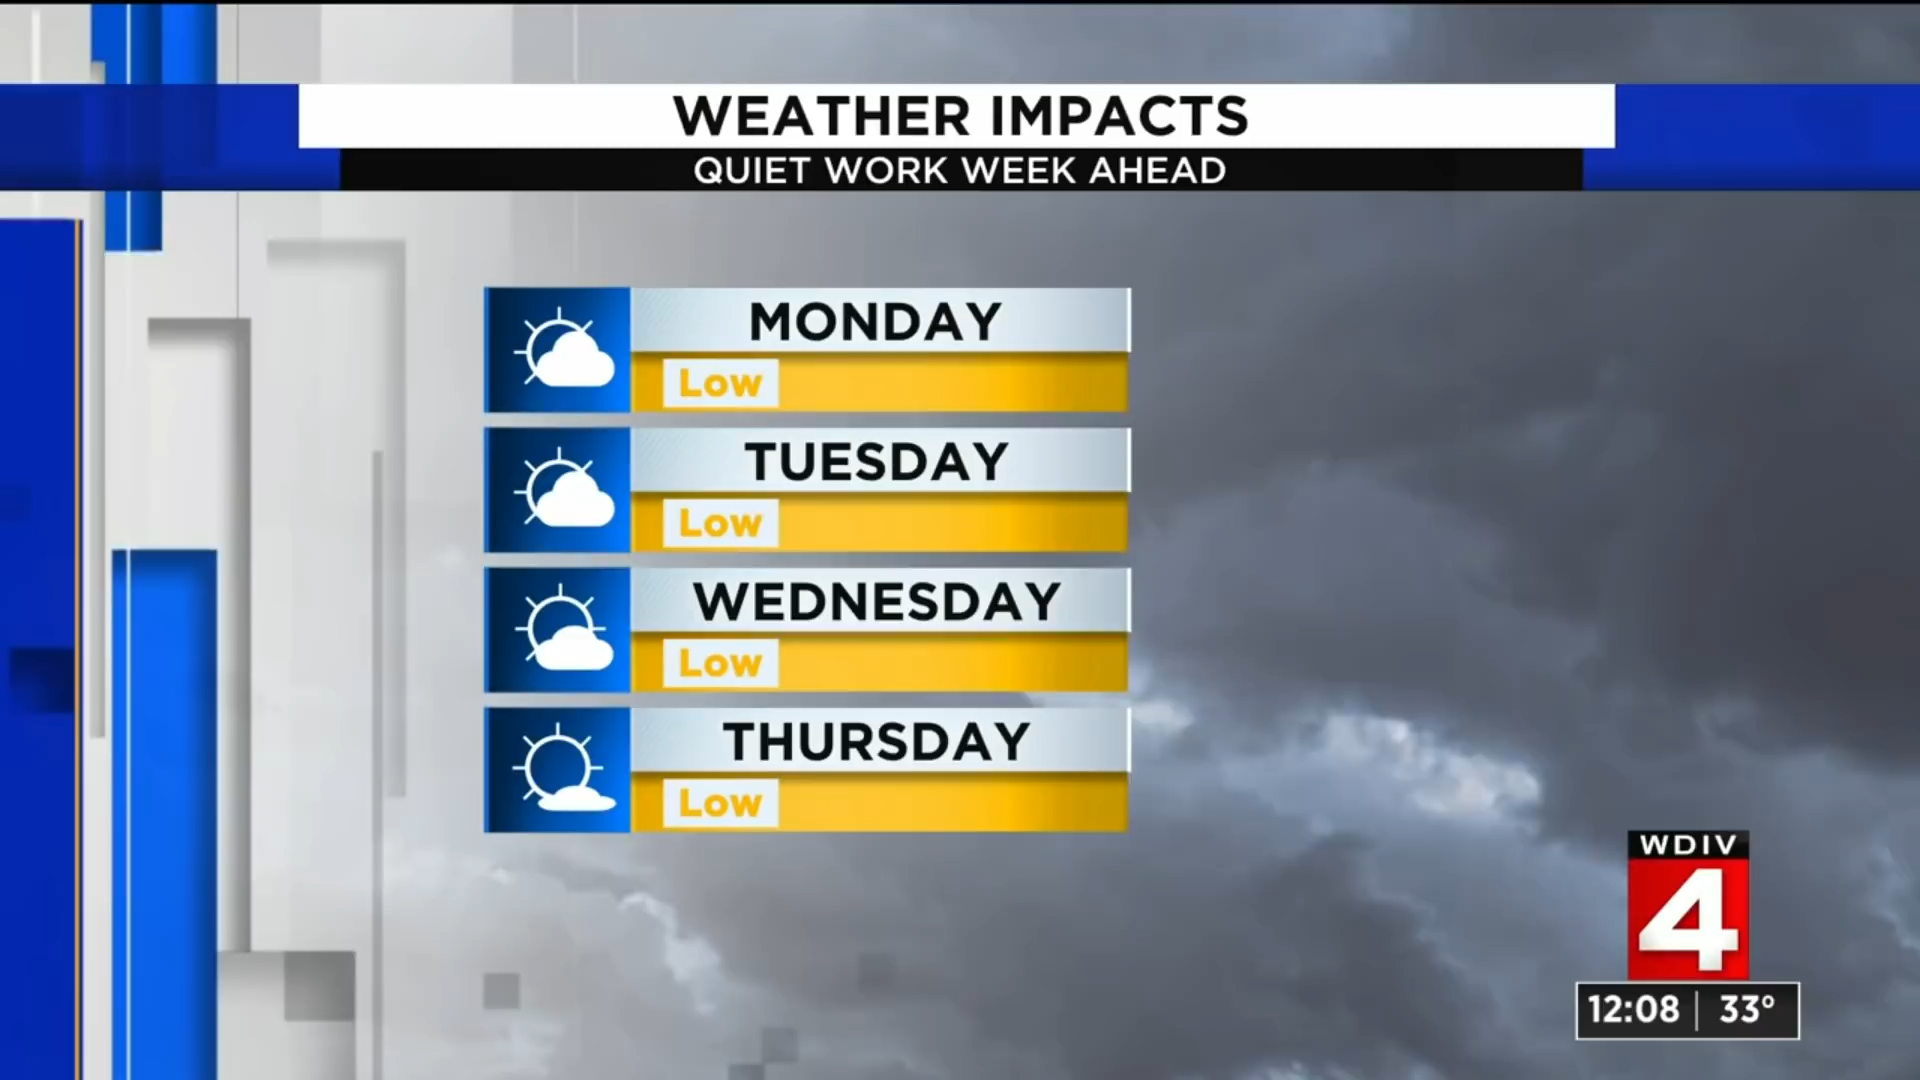 WEATHER IMPACTS
QUIET WORK WEEK AHEAD
MONDAY
Low
TUESDAY
Low
WEDNESDAY
Low
THURSDAY
Low
WDIV
4
12:08 | 33°